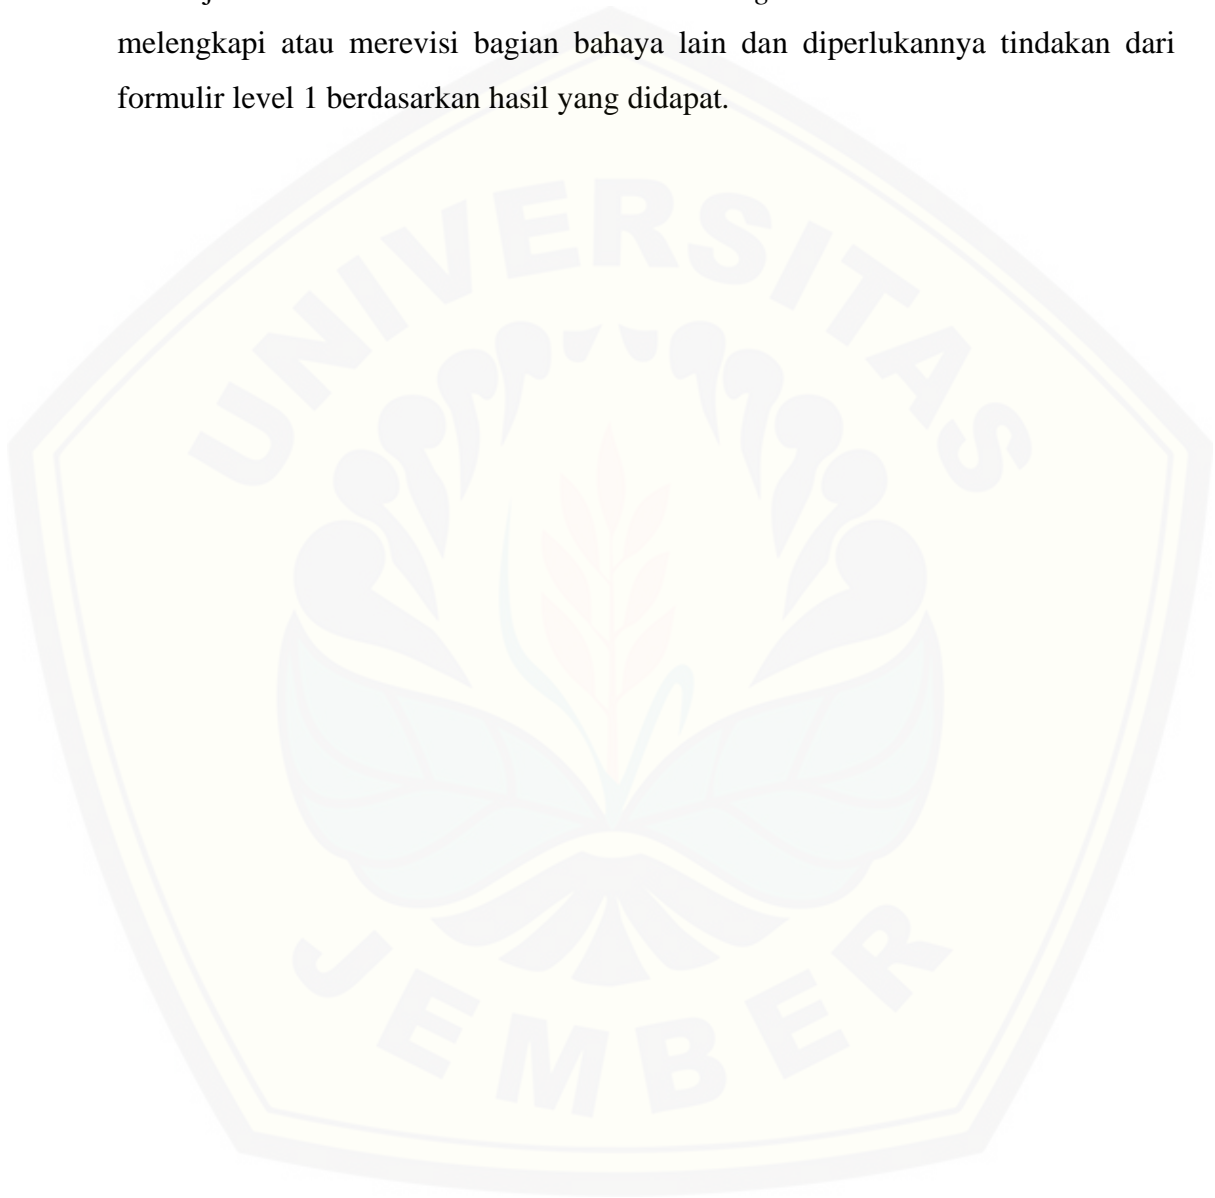 melengkapi atau merevisi bagian bahaya lain dan diperlukannya tindakan dari
formulir level 1 berdasarkan hasil yang didapat.
UNIVERSITAS
JEMBER